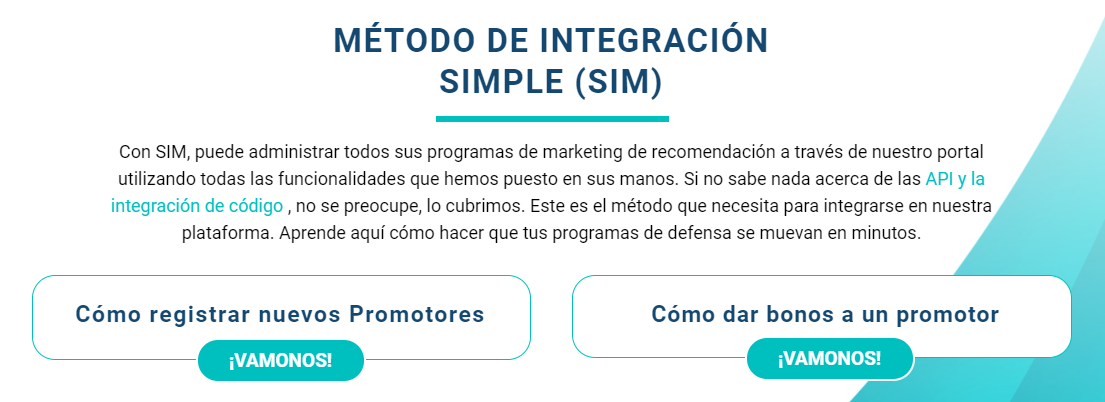 MÉTODO DE INTEGRACIÓN
SIMPLE (SIM)
Con SIM, puede administrar todos sus programas de marketing de recomendación a través de nuestro portal
utilizando todas las funcionalidades que hemos puesto en sus manos. Si no sabe nada acerca de las API y la
integración de código , no se preocupe, lo cubrimos. Este es el método que necesita para integrarse en nuestra
plataforma. Aprende aquí cómo hacer que tus programas de defensa se muevan en minutos.
Cómo registrar nuevos Promotores
¡VAMONOS!
Cómo dar bonos a un promotor
¡VAMONOS!